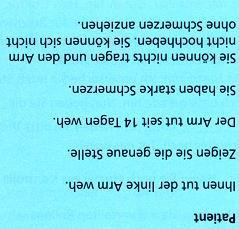 Patient
Ihnen tut der linke Arm weh.
Zeigen Sie die genaue Stelle.
Der Arm tut seit 14 Tagen weh.
Sie haben starke Schmerzen.
Sie können nichts tragen und den Arm
nicht hochheben. Sie können sich nicht
ohne Schmerzen anziehen.